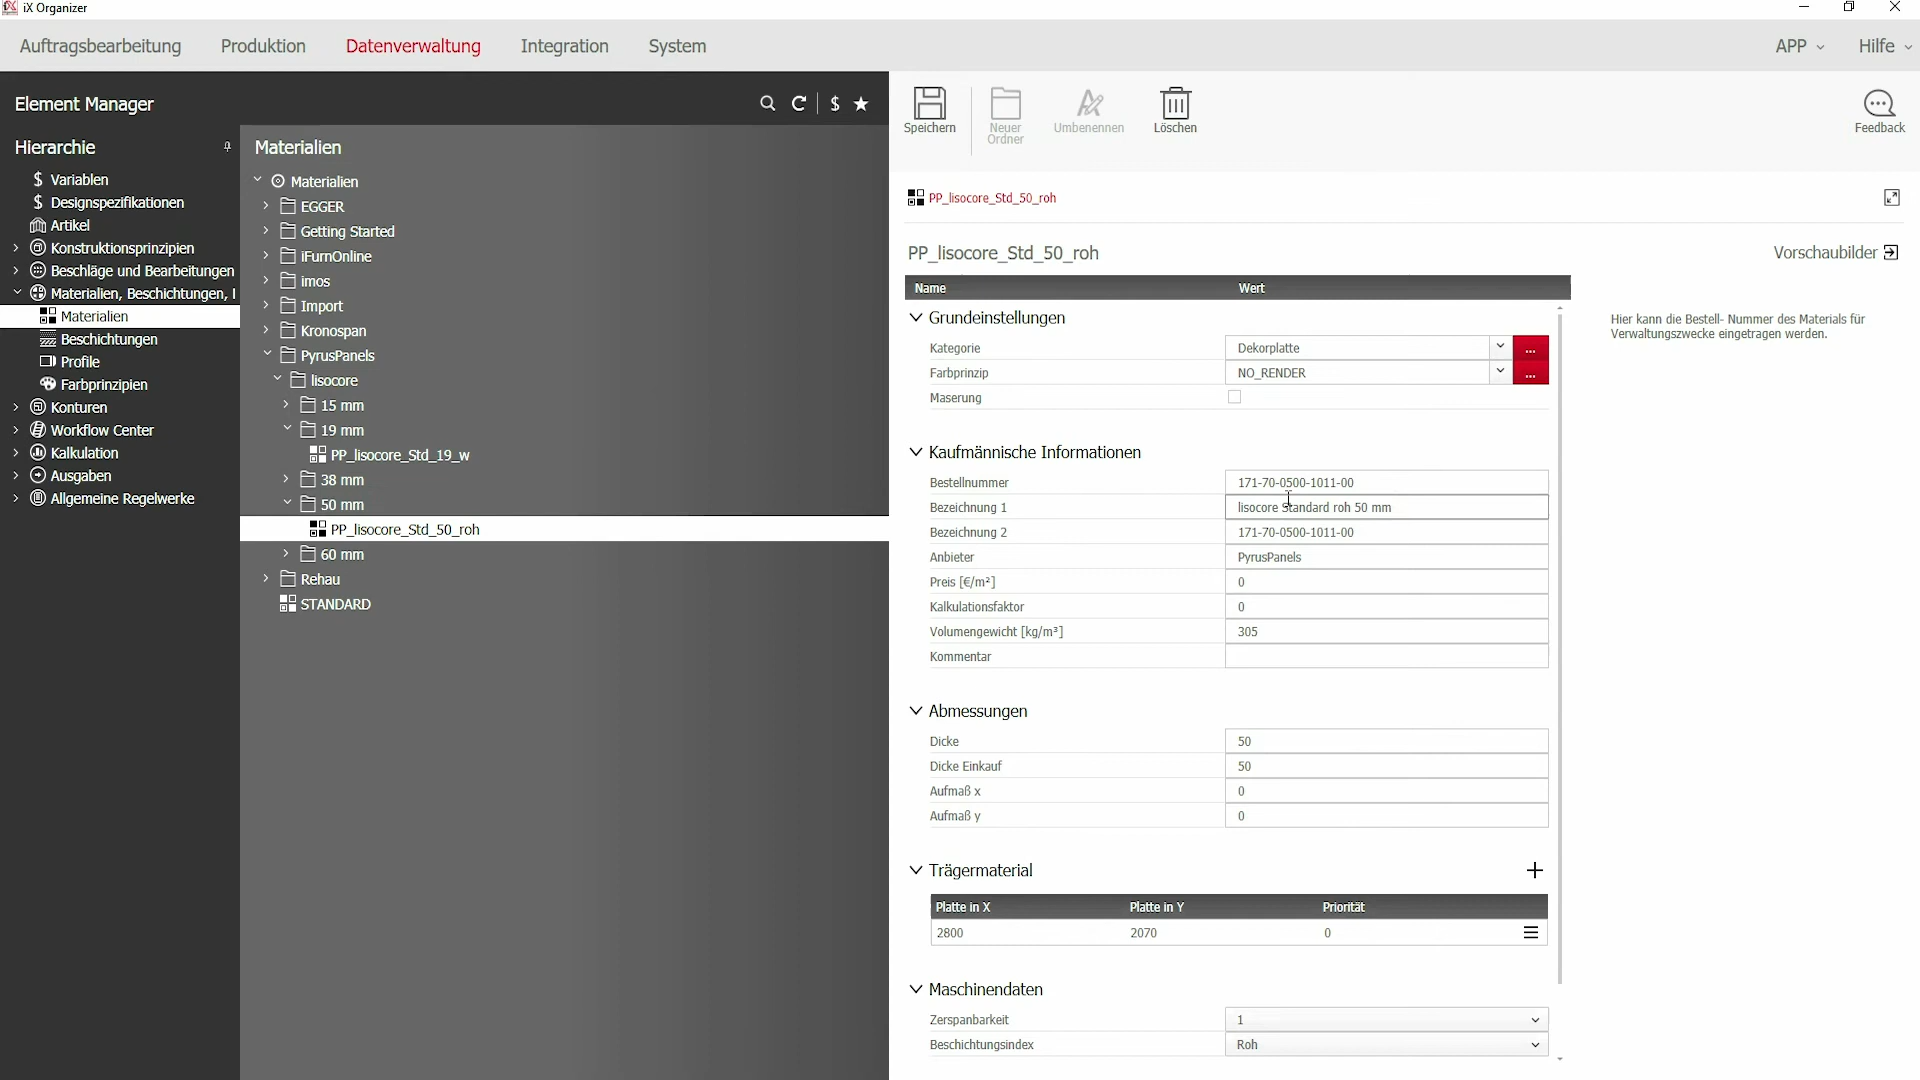 iX Organizer
Auftragsbearbeitung Produktion Datenverwaltung Integration System APP Hilfe
Element Manager
Hierarchie
$ Variablen
$ Designspezifikationen
Artikel
Konstruktionsprinzipien
Beschläge und Bearbeitungen
Materialien, Beschichtungen, I
Materialien
Beschichtungen
Profile
Farbprinzipien
Konturen
Workflow Center
Kalkulation
Ausgaben
Allgemeine Regelwerke
Materialien
Materialien
EGGER
Getting Started
iFurnOnline
imos
Import
Kronospan
PyrusPanels
lisocore
15 mm
19 mm
PP_lisocore_Std_19_w
38 mm
50 mm
PP_lisocore_Std_50_roh
60 mm
Rehau
STANDARD
Speichern
Neuer
Ordner
Umbenennen
Löschen
Feedback
PP_lisocore_Std_50_roh
PP_lisocore_Std_50_roh
Vorschaubilder
Name Wert
Grundeinstellungen
Kategorie Dekorplatte ...
Farbprinzip NO_RENDER ...
Maserung
Kaufmännische Informationen
Bestellnummer 171-70-0500-1011-00
Bezeichnung 1 lisocore Standard roh 50 mm
Bezeichnung 2 171-70-0500-1011-00
Anbieter PyrusPanels
Preis [€/m²] 0
Kalkulationsfaktor 0
Volumengewicht [kg/m³] 305
Kommentar
Abmessungen
Dicke 50
Dicke Einkauf 50
Aufmaß x 0
Aufmaß y 0
Trägermaterial
Platte in X Platte in Y Priorität
2800 2070 0
Maschinendaten
Zerspanbarkeit 1
Beschichtungsindex Roh
Hier kann die Bestell- Nummer des Materials für
Verwaltungszwecke eingetragen werden.